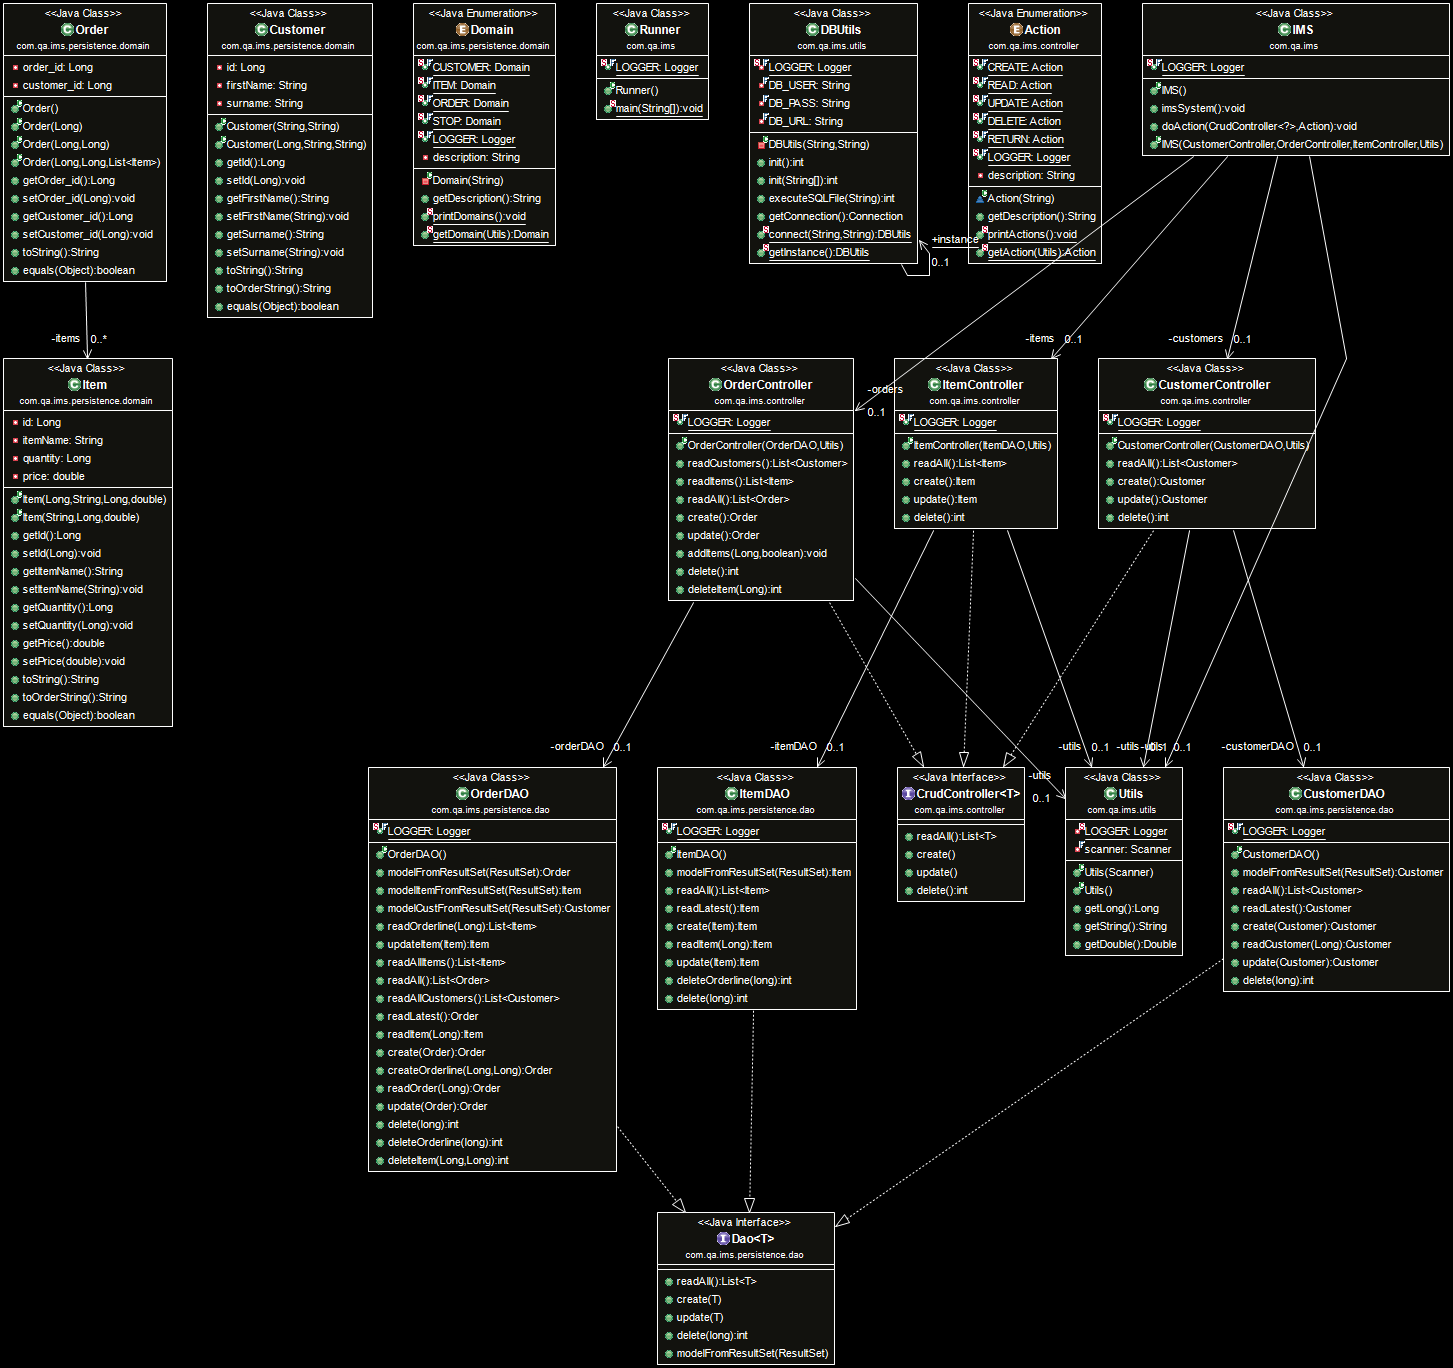 <<Java Class>>
Order
com.qa.ims.persistence.domain
order_id: Long
customer_id: Long
Order()
Order(Long)
Order(Long,Long)
Order(Long,Long,List<Item>)
getOrder_id():Long
setOrder_id(Long):void
getCustomer_id():Long
setCustomer_id(Long):void
toString():String
equals(Object):boolean
<<Java Class>>
Customer
com.qa.ims.persistence.domain
id: Long
firstName: String
surname: String
Customer(String,String)
Customer(Long,String,String)
getId():Long
setId(Long):void
getFirstName():String
setFirstName(String):void
getSurname():String
setSurname(String):void
toString():String
toOrderString():String
equals(Object):boolean
<<Java Enumeration>>
Domain
com.qa.ims.persistence.domain
CUSTOMER: Domain
ITEM: Domain
ORDER: Domain
STOP: Domain
LOGGER: Logger
description: String
Domain(String)
getDescription():String
printDomains():void
getDomain(Utils):Domain
<<Java Class>>
Runner
com.qa.ims
LOGGER: Logger
Runner()
main(String[]):void
<<Java Class>>
DBUtils
com.qa.ims.utils
LOGGER: Logger
DB_USER: String
DB_PASS: String
DB_URL: String
DBUtils(String,String)
init():int
init(String[]):int
executeSQLFile(String):int
getConnection():Connection
connect(String,String):DBUtils
getInstance():DBUtils
+instance
0..1
<<Java Enumeration>>
Action
com.qa.ims.controller
CREATE: Action
READ: Action
UPDATE: Action
DELETE: Action
RETURN: Action
LOGGER: Logger
description: String
Action(String)
getDescription():String
printActions():void
getAction(Utils):Action
<<Java Class>>
IMS
com.qa.ims
LOGGER: Logger
IMS()
imsSystem():void
doAction(CrudController<?>,Action):void
IMS(CustomerController,OrderController,ItemController,Utils)
-items
0..*
<<Java Class>>
Item
com.qa.ims.persistence.domain
id: Long
itemName: String
quantity: Long
price: double
Item(Long,String,Long,double)
Item(String,Long,double)
getId():Long
setId(Long):void
getItemName():String
setItemName(String):void
getQuantity():Long
setQuantity(Long):void
getPrice():double
setPrice(double):void
toString():String
toOrderString():String
equals(Object):boolean
-orders
0..1
<<Java Class>>
OrderController
com.qa.ims.controller
LOGGER: Logger
OrderController(OrderDAO,Utils)
readCustomers():List<Customer>
readItems():List<Item>
readAll():List<Order>
create():Order
update():Order
addItems(Long,boolean):void
delete():int
deleteItem(Long):int
-items
0..1
<<Java Class>>
ItemController
com.qa.ims.controller
LOGGER: Logger
ItemController(ItemDAO,Utils)
readAll():List<Item>
create():Item
update():Item
delete():int
-customers
0..1
<<Java Class>>
CustomerController
com.qa.ims.controller
LOGGER: Logger
CustomerController(CustomerDAO,Utils)
readAll():List<Customer>
create():Customer
update():Customer
delete():int
-orderDAO
0..1
<<Java Class>>
OrderDAO
com.qa.ims.persistence.dao
LOGGER: Logger
OrderDAO()
modelFromResultSet(ResultSet):Order
modelItemFromResultSet(ResultSet):Item
modelCustFromResultSet(ResultSet):Customer
readOrderline(Long):List<Item>
updateItem(Item):Item
readAllItems():List<Item>
readAll():List<Order>
readAllCustomers():List<Customer>
readLatest():Order
readItem(Long):Item
create(Order):Order
createOrderline(Long,Long):Order
readOrder(Long):Order
update(Order):Order
delete(long):int
deleteOrderline(long):int
deleteItem(Long,Long):int
-itemDAO
0..1
<<Java Class>>
ItemDAO
com.qa.ims.persistence.dao
LOGGER: Logger
ItemDAO()
modelFromResultSet(ResultSet):Item
readAll():List<Item>
readLatest():Item
create(Item):Item
readItem(Long):Item
update(Item):Item
deleteOrderline(long):int
delete(long):int
<<Java Interface>>
CrudController<T>
com.qa.ims.controller
readAll():List<T>
create()
update()
delete():int
-utils
0..1
-utils
0..1
-utils
-utils
0..1
0..1
<<Java Class>>
Utils
com.qa.ims.utils
LOGGER: Logger
scanner: Scanner
Utils(Scanner)
Utils()
getLong():Long
getString():String
getDouble():Double
-customerDAO
0..1
<<Java Class>>
CustomerDAO
com.qa.ims.persistence.dao
LOGGER: Logger
CustomerDAO()
modelFromResultSet(ResultSet):Customer
readAll():List<Customer>
readLatest():Customer
create(Customer):Customer
readCustomer(Long):Customer
update(Customer):Customer
delete(long):int
<<Java Interface>>
Dao<T>
com.qa.ims.persistence.dao
readAll():List<T>
create(T)
update(T)
delete(long):int
modelFromResultSet(ResultSet)